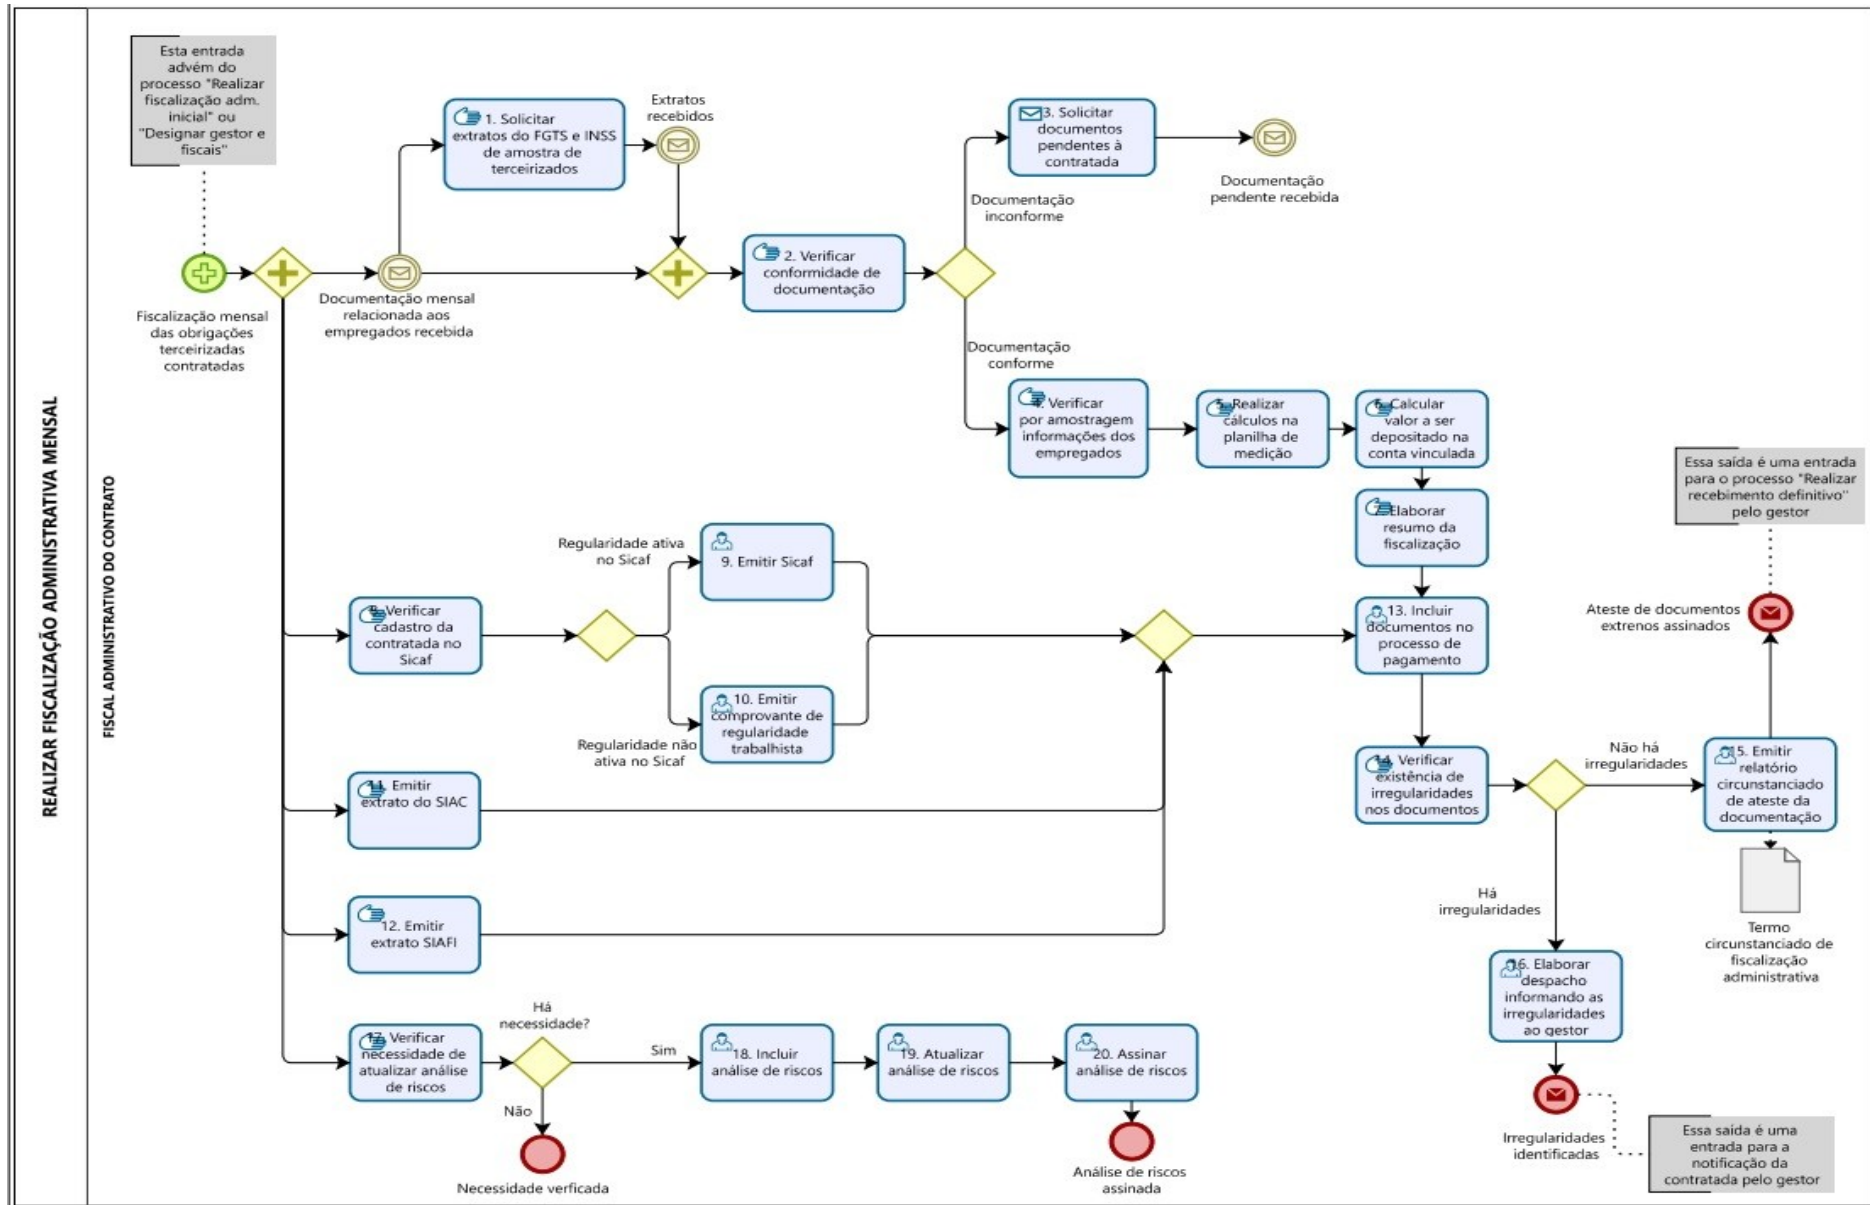 REALIZAR FISCALIZAÇÃO ADMINISTRATIVA MENSAL
FISCAL ADMINISTRATIVO DO CONTRATO
Esta entrada
advém do
processo "Realizar
fiscalização adm.
inicial" ou
"Designar gestor e
fiscais"
Fiscalização mensal
das obrigações
terceirizadas
contratadas
Documentação mensal
relacionada aos
empregados recebida
1. Solicitar
extratos do FGTS e INSS
de amostra de
terceirizados
Extratos
recebidos
2. Verificar
conformidade de
documentação
Documentação
inconforme
3. Solicitar
documentos
pendentes à
contratada
Documentação
pendente recebida
Documentação
conforme
4. Verificar
por amostragem
informações dos
empregados
5. Realizar
cálculos na
planilha de
medição
6. Calcular
valor a ser
depositado na
conta vinculada
7. Elaborar
resumo da
fiscalização
8. Verificar
cadastro da
contratada no
Sicaf
Regularidade ativa
no Sicaf
9. Emitir Sicaf
Regularidade não
ativa no Sicaf
10. Emitir
comprovante de
regularidade
trabalhista
11. Emitir
extrato do SIAC
12. Emitir
extrato SIAFI
13. Incluir
documentos no
processo de
pagamento
14. Verificar
existência de
irregularidades
nos documentos
Não há
irregularidades
15. Emitir
relatório
circunstanciado
de ateste da
documentação
Termo
circunstanciado de
fiscalização
administrativa
Ateste de documentos
extrenos assinados
Essa saída é uma entrada
para o processo "Realizar
recebimento definitivo"
pelo gestor
Há
irregularidades
16. Elaborar
despacho
informando as
irregularidades
ao gestor
Irregularidades
identificadas
Essa saída é uma
entrada para a
notificação da
contratada pelo gestor
17. Verificar
necessidade de
atualizar análise
de riscos
Há
necessidade?
Sim
Não
Necessidade verficada
18. Incluir
análise de riscos
19. Atualizar
análise de riscos
20. Assinar
análise de riscos
Análise de riscos
assinada